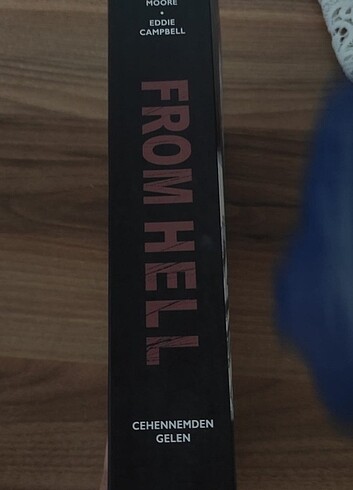 MOORE
•
EDDIE
CAMPBELL
FROM HELL
CEHENNEMDEN
GELEN